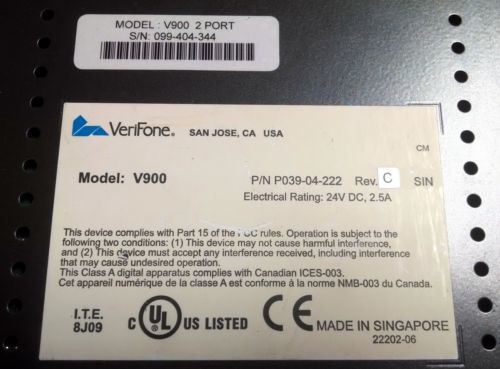 MODEL : V900 2 PORT
S/N: 099-404-344
VeriFone® SAN JOSE, CA USA
CM
Model: V900
P/N P039-04-222 Rev. C SIN
Electrical Rating: 24V DC, 2.5A
This device complies with Part 15 of the FCC rules. Operation is subject to the
following two conditions: (1) This device may not cause harmful interference,
and (2) This device must accept any interference received, including interference
that may cause undesired operation.
This Class A digital apparatus complies with Canadian ICES-003.
Cet appareil numérique de la classe A est conforme à la norme NMB-003 du Canada.
I.T.E.
8J09
C UL® US LISTED CE MADE IN SINGAPORE
22202-06